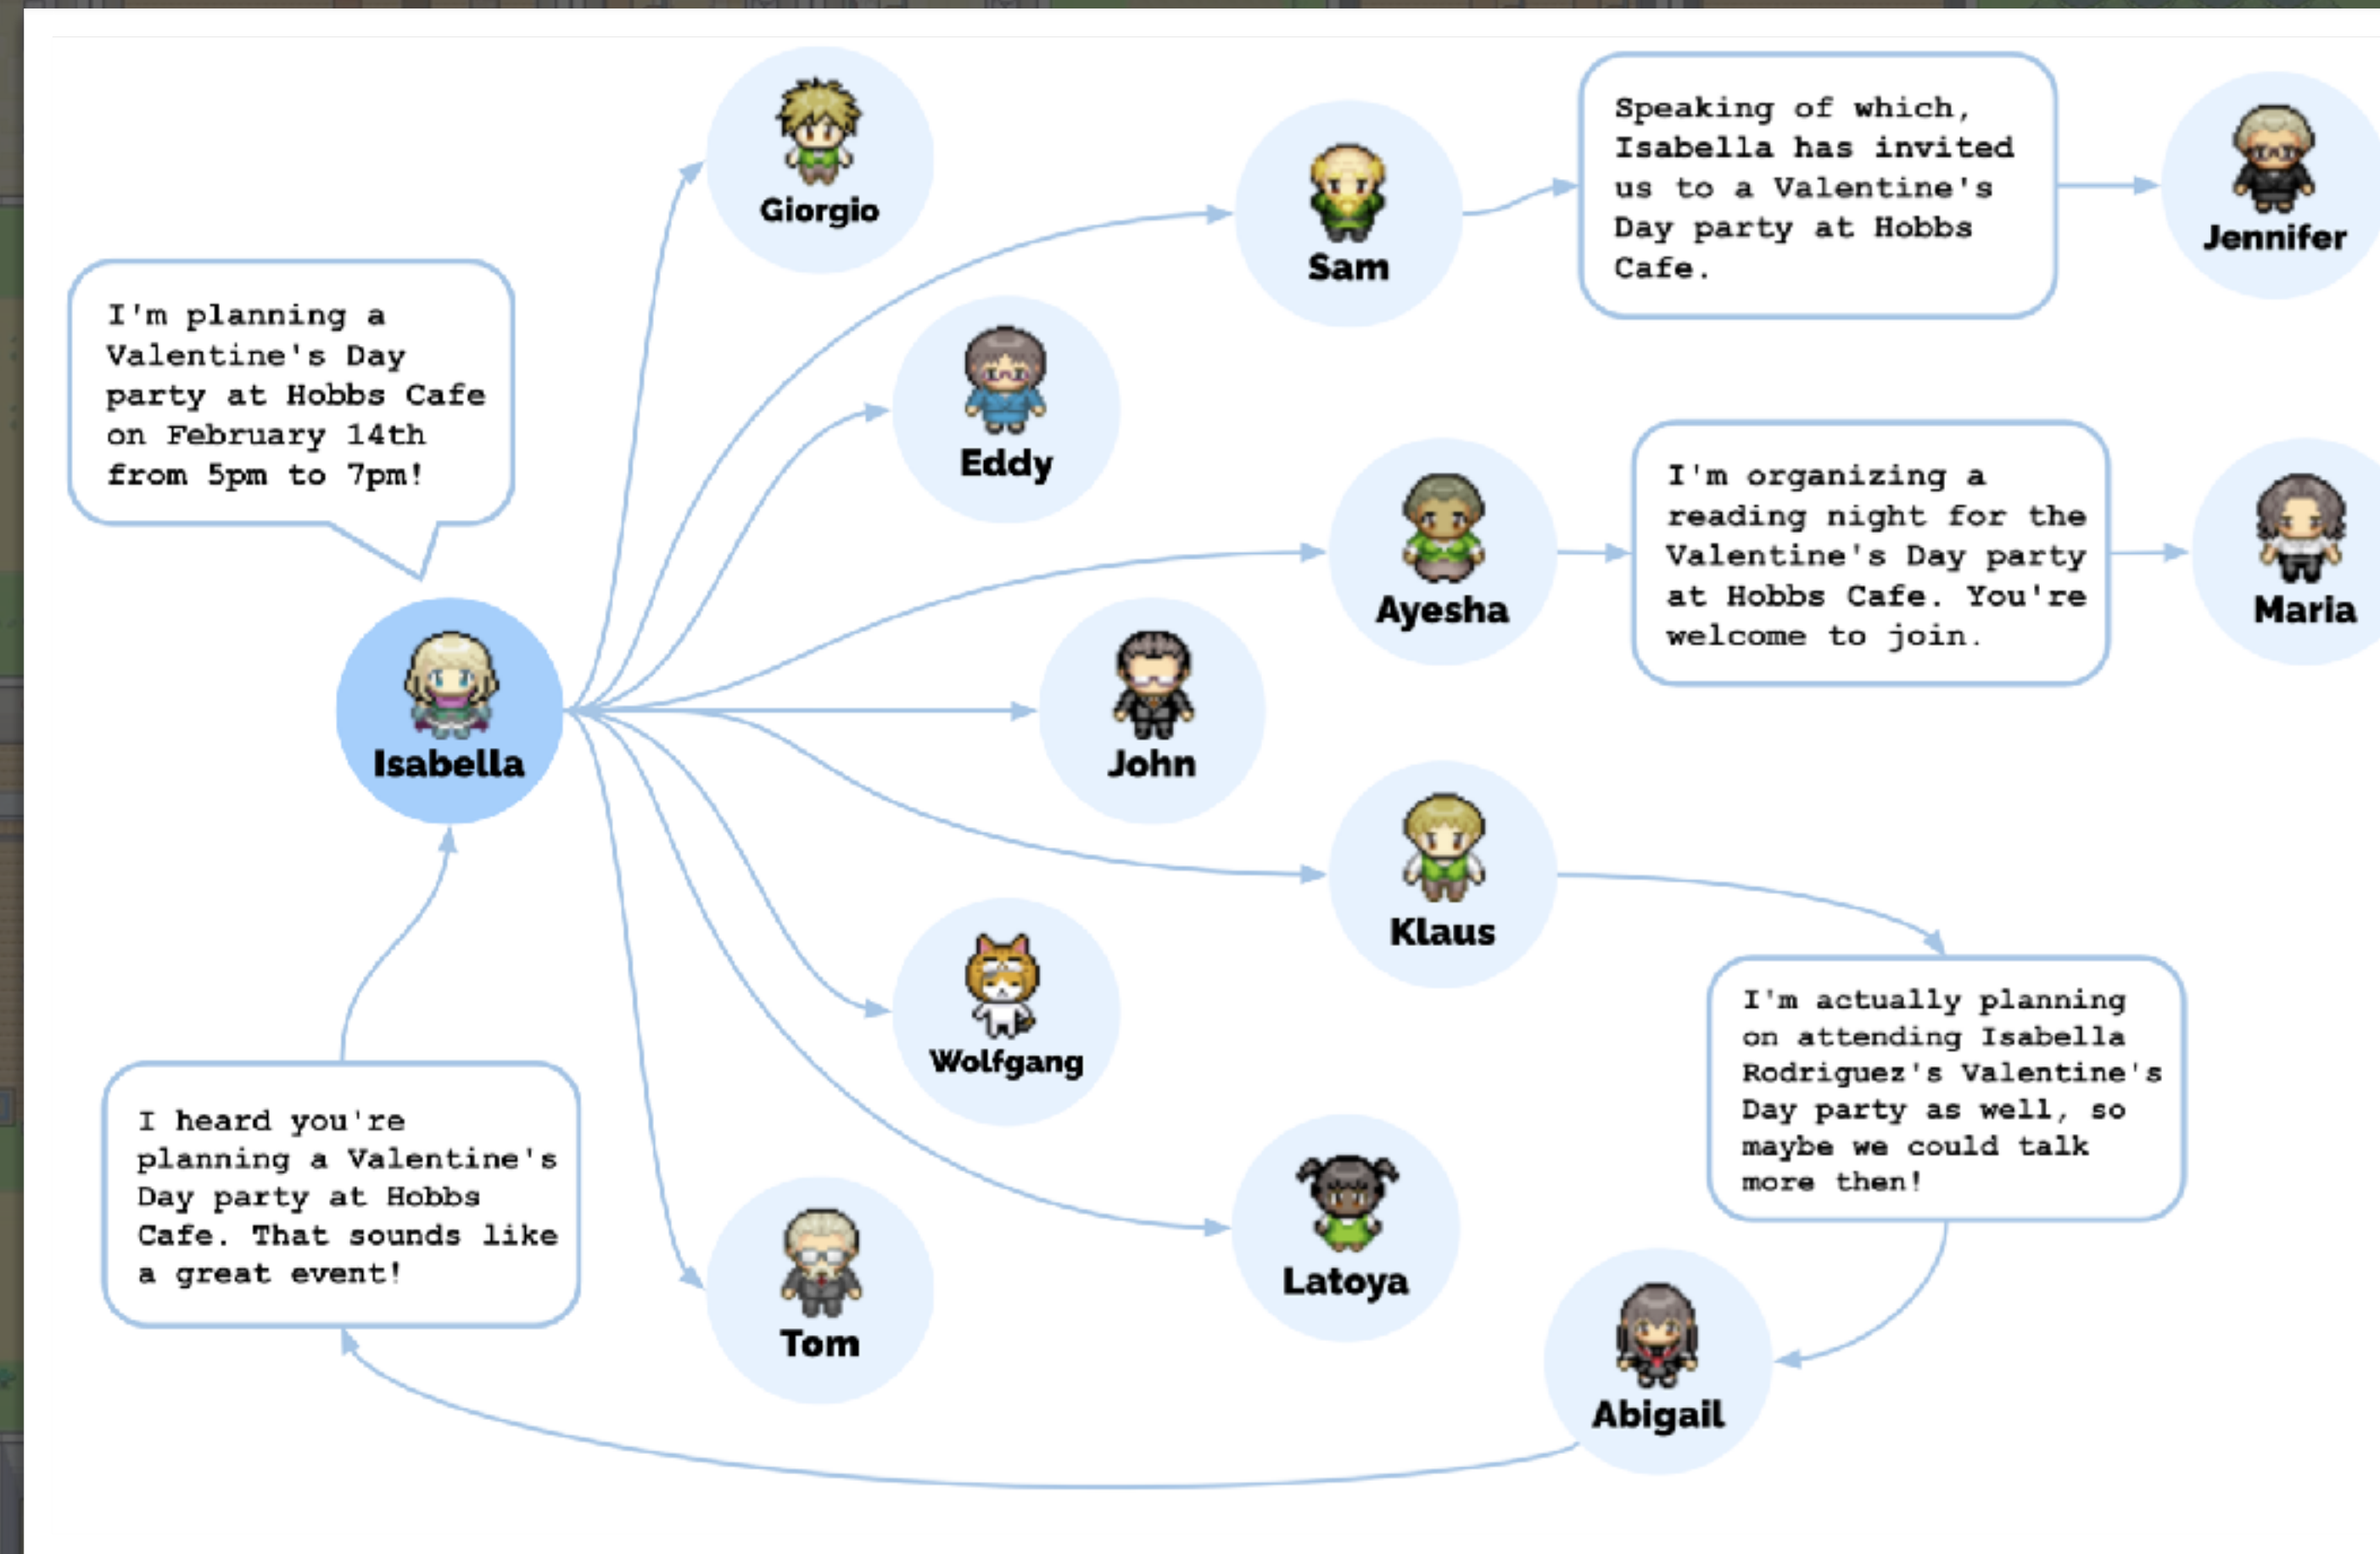 Giorgio
Sam
Speaking of which,
Isabella has invited
us to a Valentine's
Day party at Hobbs
Cafe.
Jennifer
I'm planning a
Valentine's Day
party at Hobbs Cafe
on February 14th
from 5pm to 7pm!
Eddy
Ayesha
I'm organizing a
reading night for the
Valentine's Day party
at Hobbs Cafe. You're
welcome to join.
Maria
Isabella
John
Klaus
Wolfgang
I'm actually planning
on attending Isabella
Rodriguez's Valentine's
Day party as well, so
maybe we could talk
more then!
I heard you're
planning a Valentine's
Day party at Hobbs
Cafe. That sounds like
a great event!
Latoya
Tom
Abigail